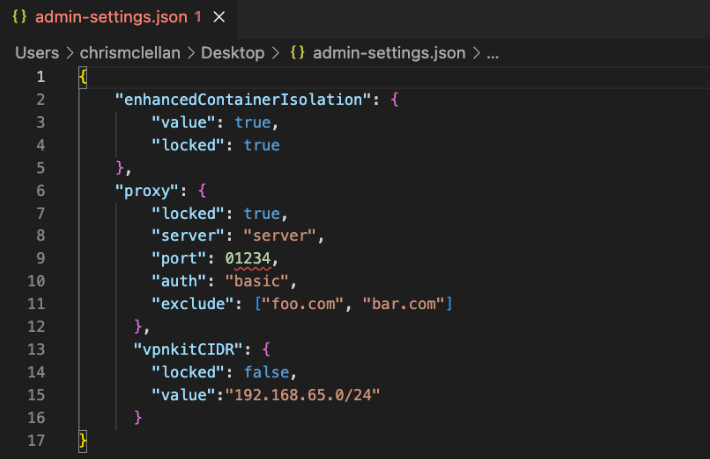 {} admin-settings.json 1 ×
Users > chrismclellan > Desktop > {} admin-settings.json > ...
1 {
2     "enhancedContainerIsolation": {
3         "value": true,
4         "locked": true
5     },
6     "proxy": {
7         "locked": true,
8         "server": "server",
9         "port": 01234,
10         "auth": "basic",
11         "exclude": ["foo.com", "bar.com"]
12       },
13       "vpnkitCIDR": {
14         "locked": false,
15         "value":"192.168.65.0/24"
16       }
17 }